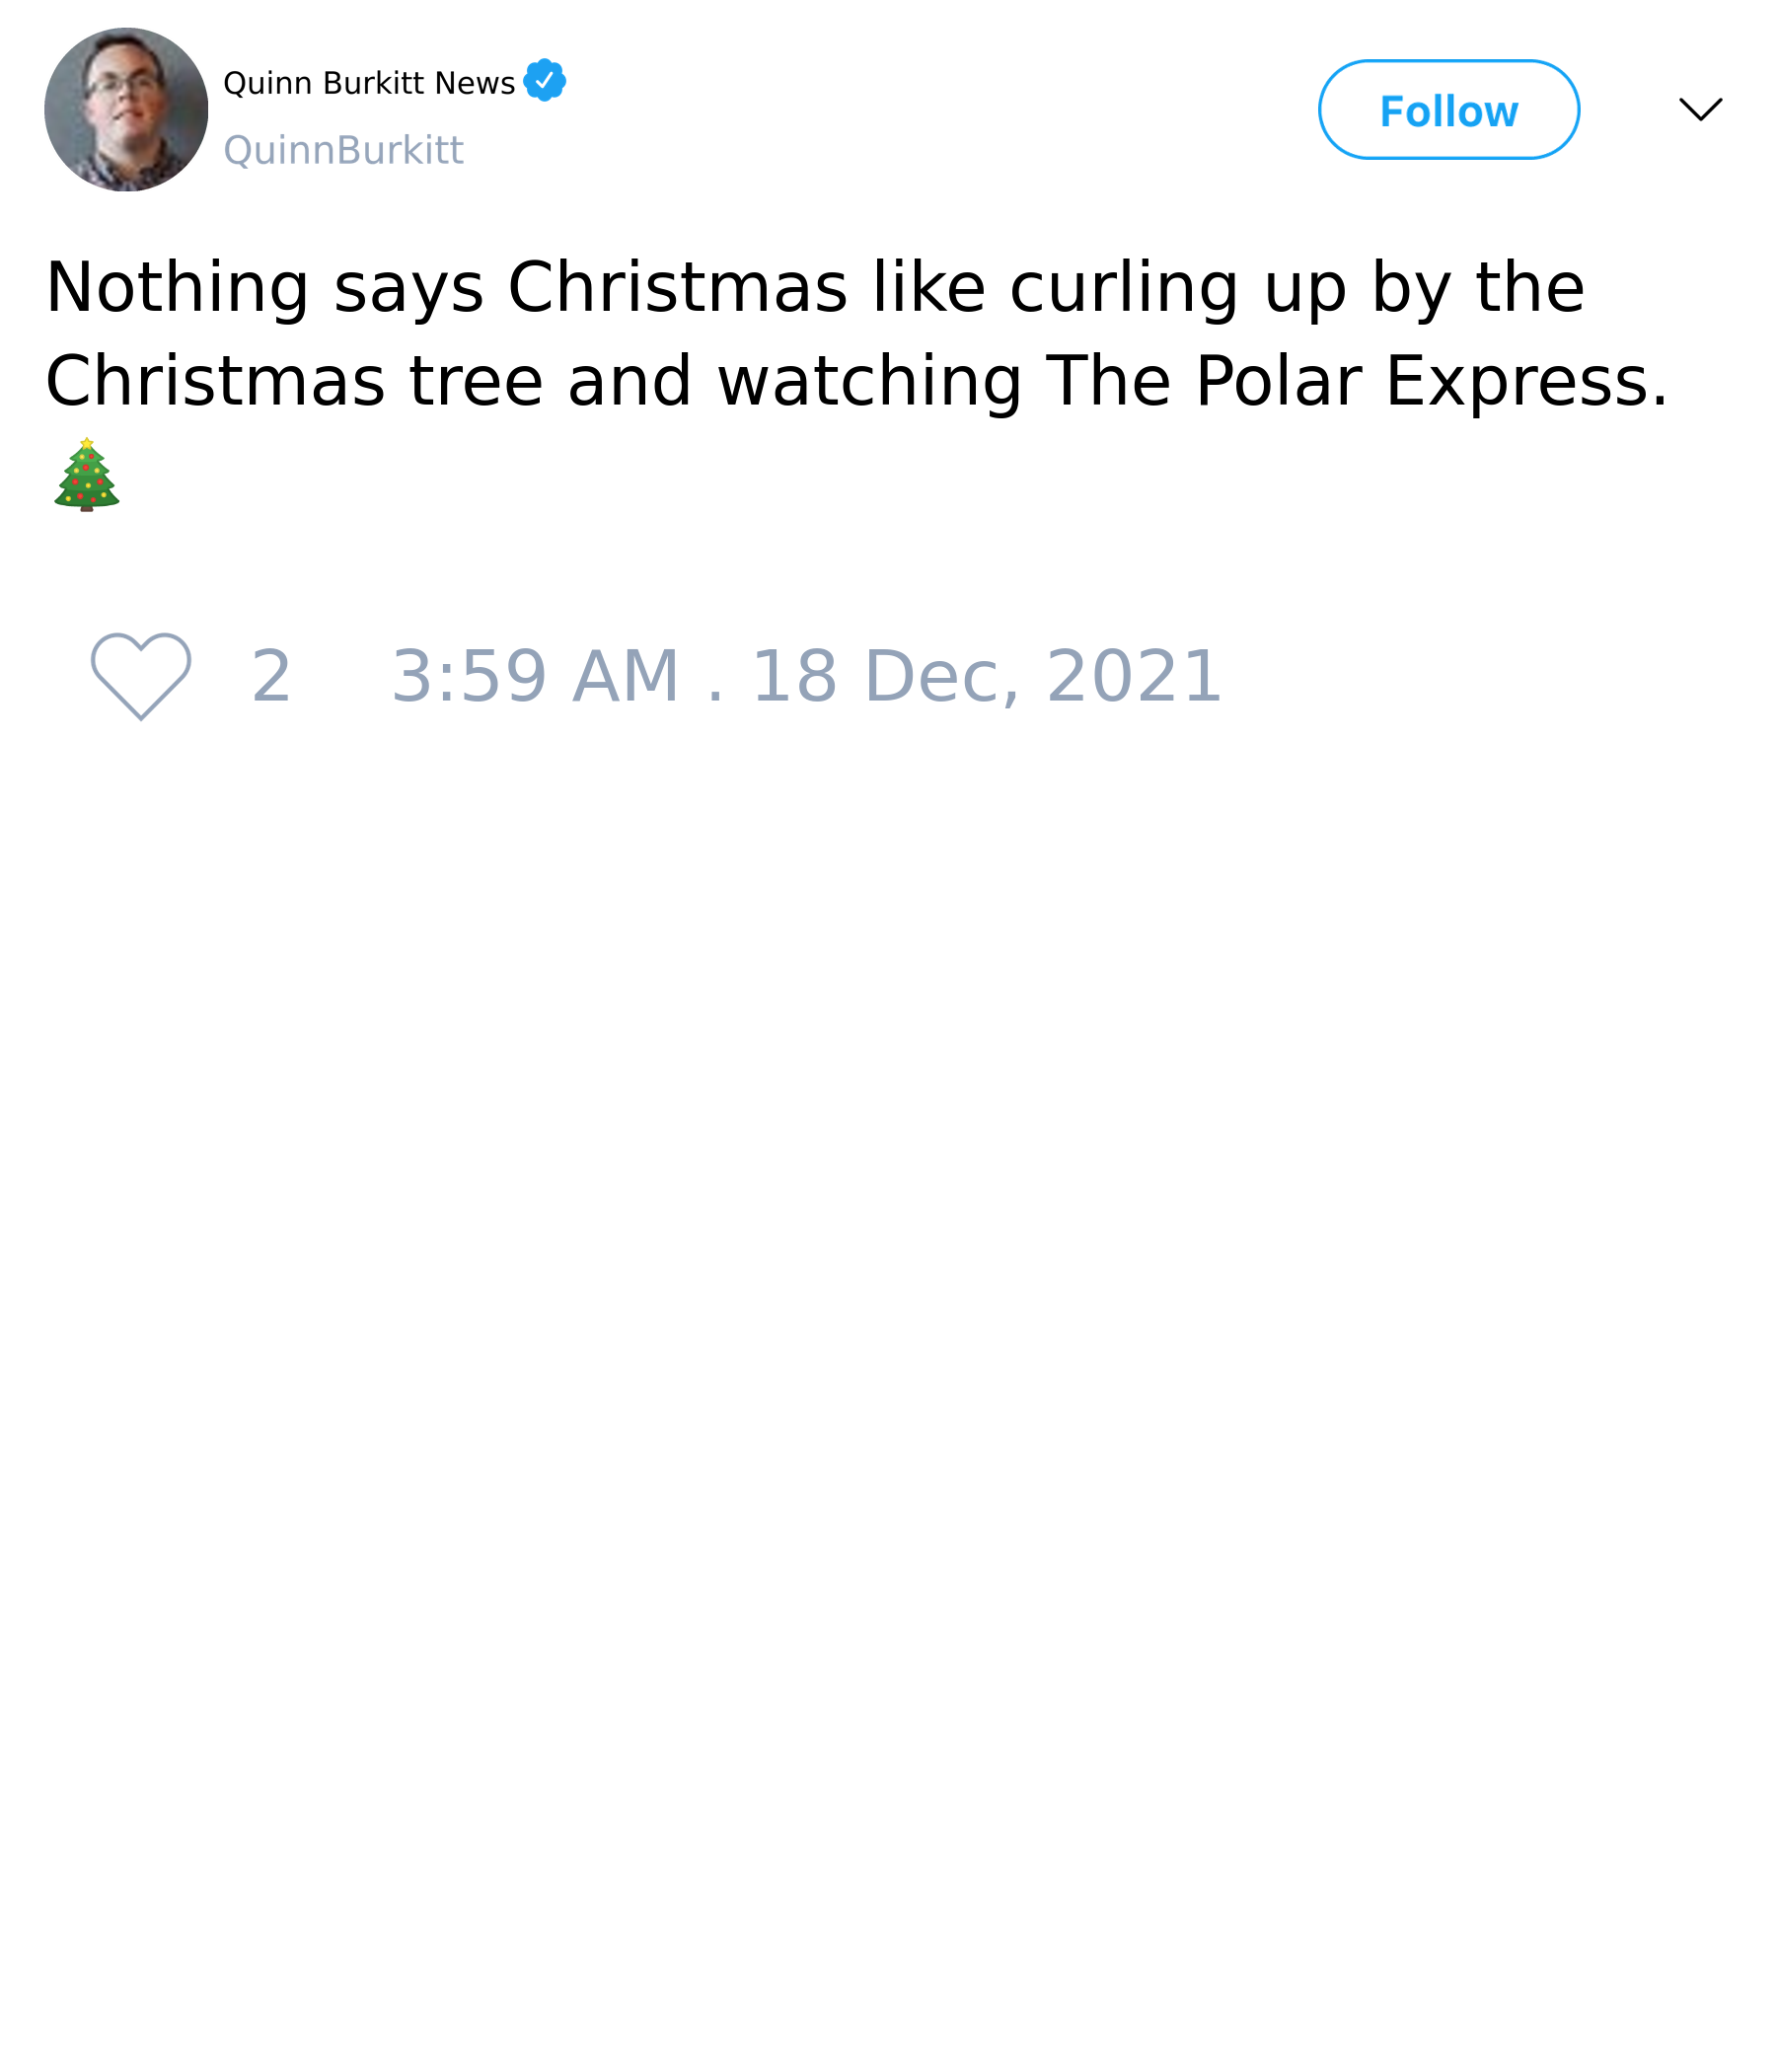 Quinn Burkitt News
QuinnBurkitt
Follow
Nothing says Christmas like curling up by the
Christmas tree and watching The Polar Express.
🎄
2 3:59 AM . 18 Dec, 2021